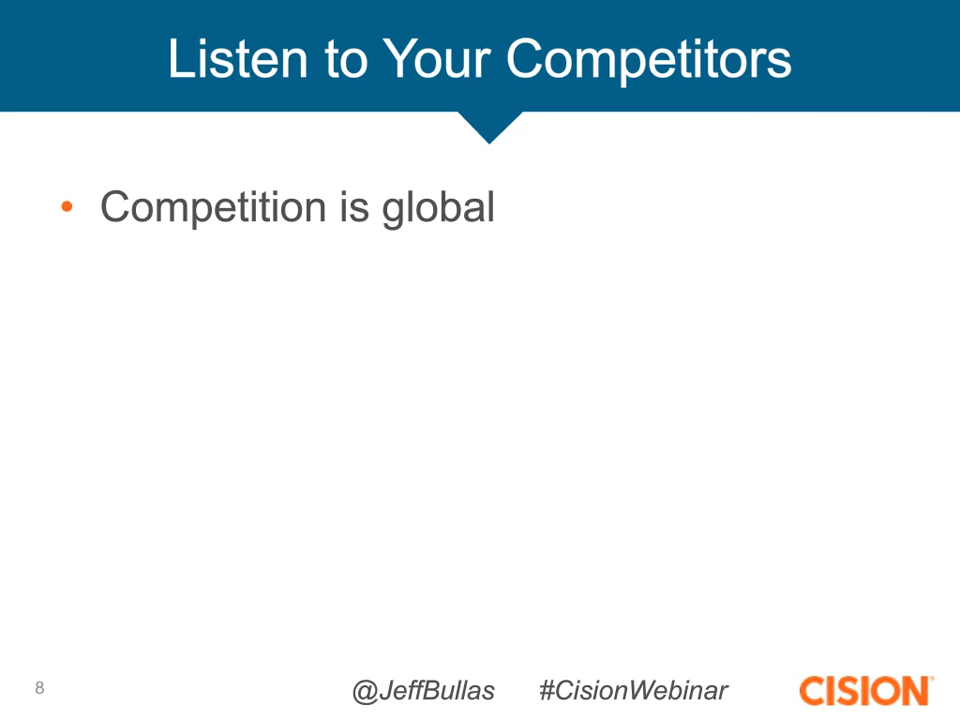 Listen to Your Competitors
• Competition is global
8
@JeffBullas #CisionWebinar
CISION®